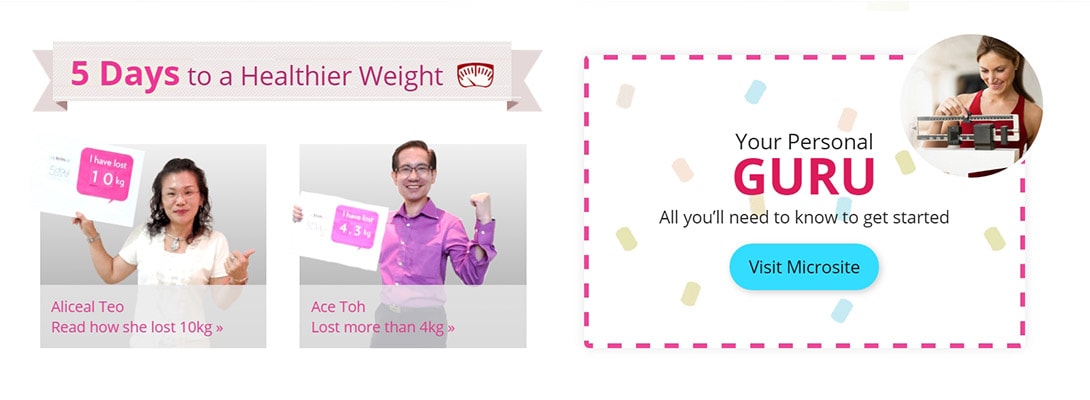 5 Days to a Healthier Weight
I have lost
10 kg
Aliceal Teo
Read how she lost 10kg »
I have lost
4.3 kg
Ace Toh
Lost more than 4kg »
Your Personal
GURU
All you'll need to know to get started
Visit Microsite